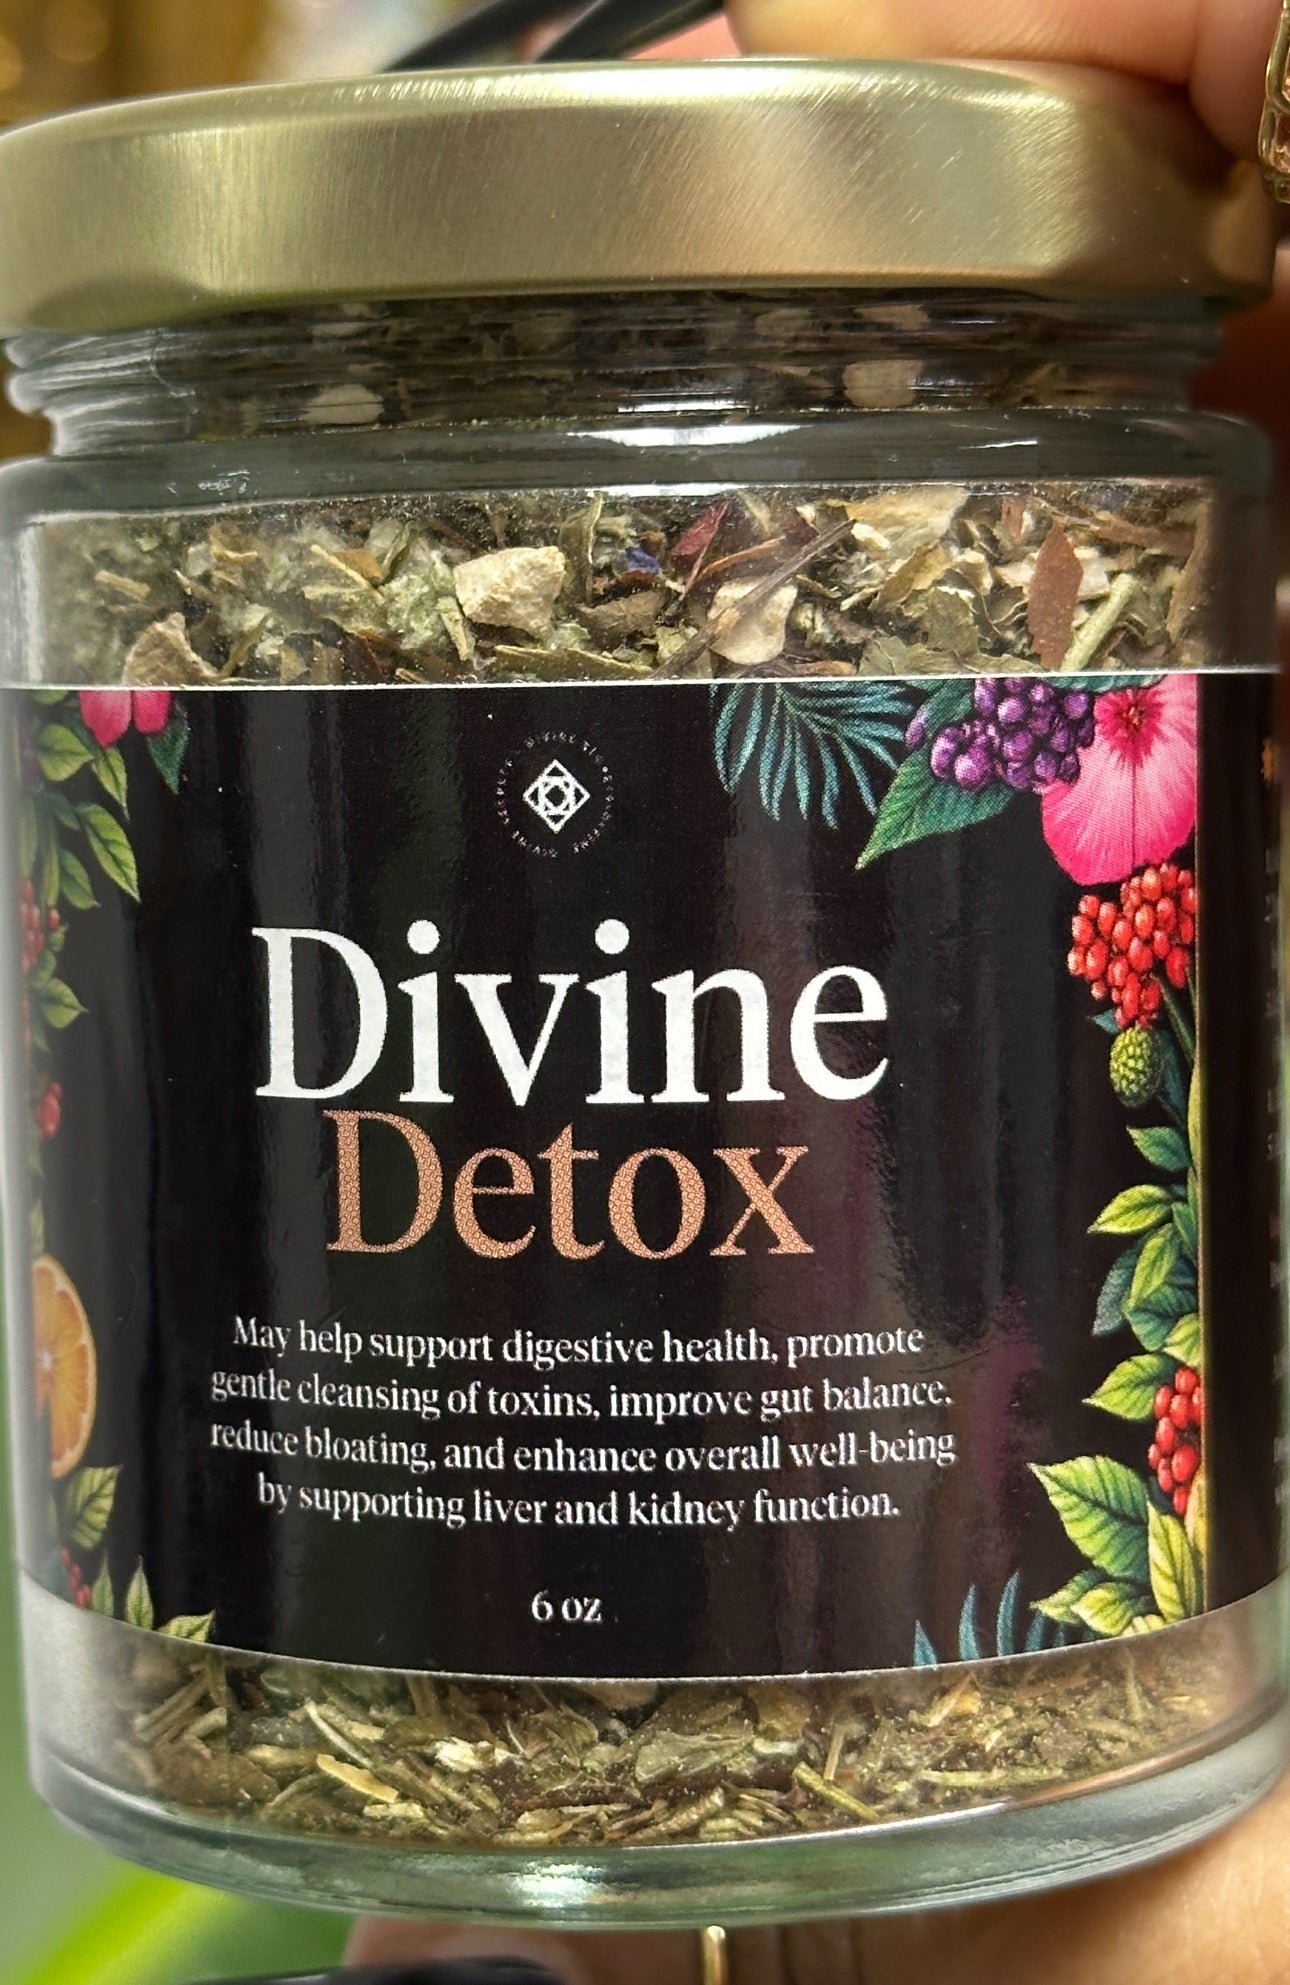 Divine
Detox
May help support digestive health, promote
gentle cleansing of toxins, improve gut balance,
reduce bloating, and enhance overall well-being
by supporting liver and kidney function.
6 oz